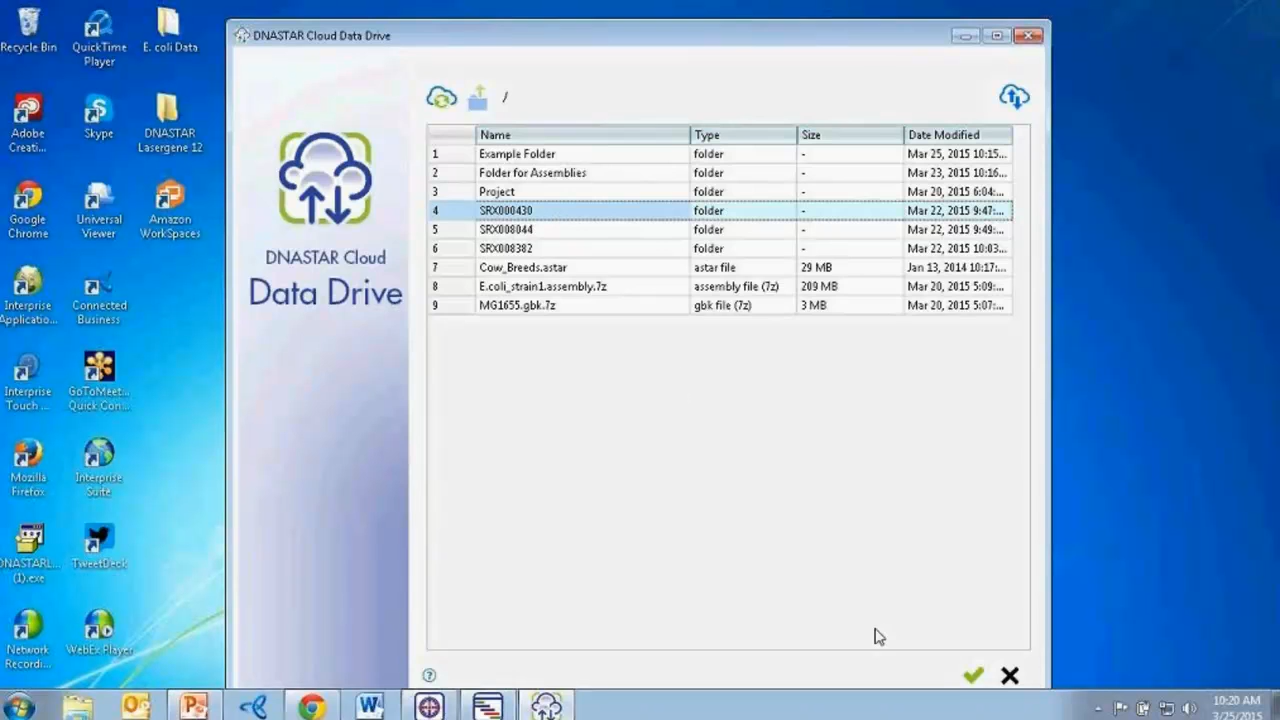 Recycle Bin
QuickTime
Player
E. coli Data
Adobe
Creati...
Skype
DNASTAR
Lasergene 12
Google
Chrome
Universal
Viewer
Amazon
WorkSpaces
Interprise
Applicatio...
Connected
Business
Interprise
Touch ...
GoToMeet...
Quick Con...
Mozilla
Firefox
Interprise
Suite
DNASTARL...
(1).exe
TweetDeck
Network
Recordi...
WebEx Player
DNASTAR Cloud Data Drive
DNASTAR Cloud
Data Drive
/
Name Type Size Date Modified
1 Example Folder folder - Mar 25, 2015 10:15...
2 Folder for Assemblies folder - Mar 23, 2015 10:16...
3 Project folder - Mar 20, 2015 6:04:...
4 SRX000430 folder - Mar 22, 2015 9:47:...
5 SRX008044 folder - Mar 22, 2015 9:49:...
6 SRX008382 folder - Mar 22, 2015 10:03...
7 Cow_Breeds.astar astar file 29 MB Jan 13, 2014 10:17:...
8 E.coli_strain1.assembly.7z assembly file (7z) 209 MB Mar 20, 2015 5:09:...
9 MG1655.gbk.7z gbk file (7z) 3 MB Mar 20, 2015 5:07:...
10:20 AM
3/25/2015